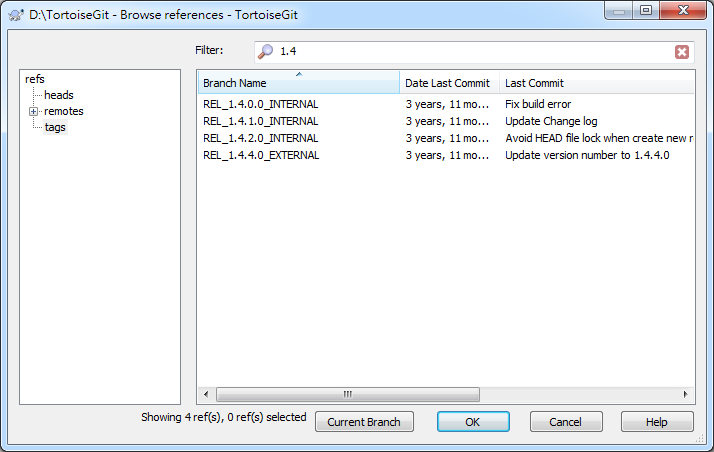 D:\TortoiseGit - Browse references - TortoiseGit
Filter: 1.4
refs
heads
remotes
tags
Branch Name Date Last Commit Last Commit
REL_1.4.0.0_INTERNAL 3 years, 11 mo... Fix build error
REL_1.4.1.0_INTERNAL 3 years, 11 mo... Update Change log
REL_1.4.2.0_INTERNAL 3 years, 11 mo... Avoid HEAD file lock when create new r
REL_1.4.4.0_EXTERNAL 3 years, 11 mo... Update version number to 1.4.4.0
Showing 4 ref(s), 0 ref(s) selected Current Branch OK Cancel Help